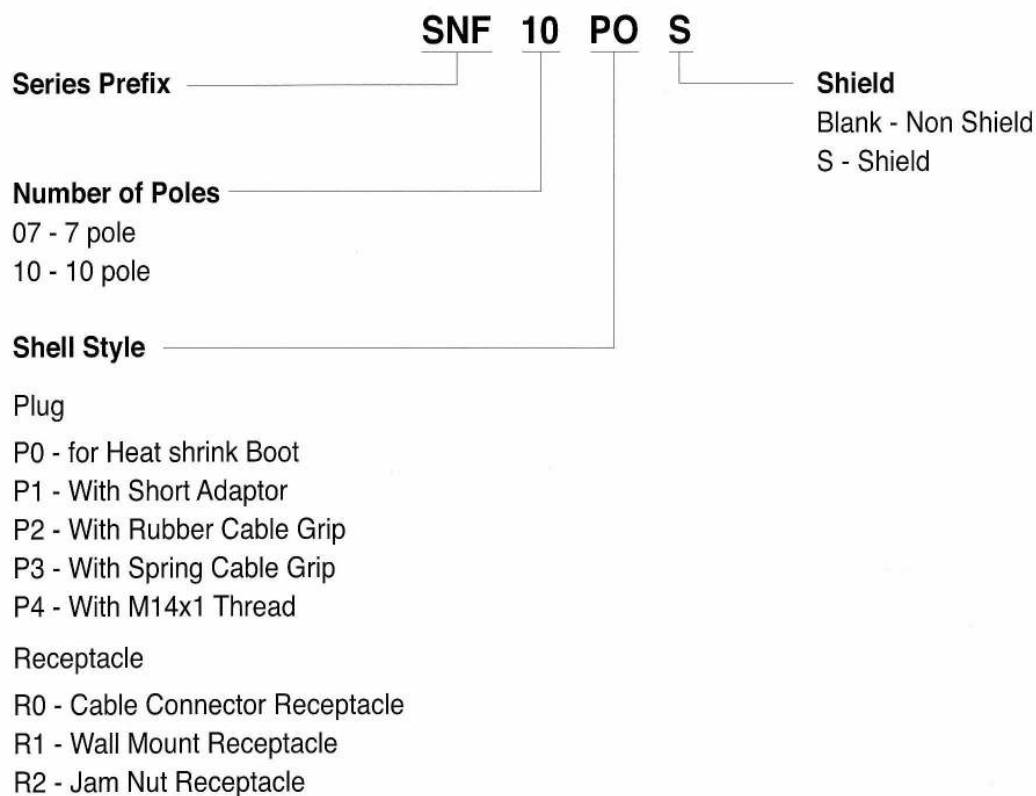 SNF 10 PO S
Series Prefix
Shield
Blank - Non Shield
S - Shield
Number of Poles
07 - 7 pole
10 - 10 pole
Shell Style
Plug
P0 - for Heat shrink Boot
P1 - With Short Adaptor
P2 - With Rubber Cable Grip
P3 - With Spring Cable Grip
P4 - With M14x1 Thread
Receptacle
R0 - Cable Connector Receptacle
R1 - Wall Mount Receptacle
R2 - Jam Nut Receptacle